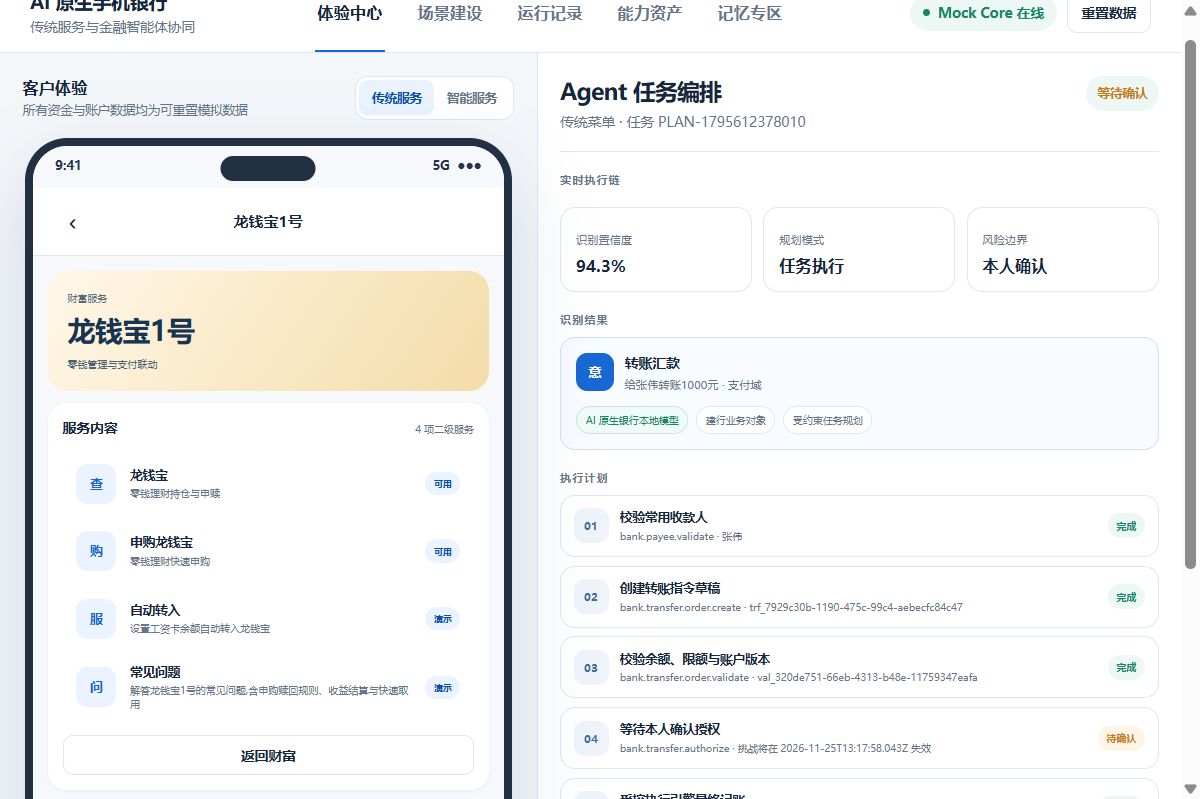 AI 原生手机银行
传统服务与金融智能体协同
体验中心
场景建设
运行记录
能力资产
记忆专区
Mock Core 在线
重置数据
客户体验
所有资金与账户数据均为可重置模拟数据
传统服务
智能服务
9:41
5G
龙钱宝1号
财富服务
龙钱宝1号
零钱管理与支付联动
服务内容
4 项二级服务
查
龙钱宝
零钱理财持仓与申赎
可用
购
申购龙钱宝
零钱理财快速申购
可用
服
自动转入
设置工资卡余额自动转入龙钱宝
演示
问
常见问题
解答龙钱宝1号的常见问题,含申购赎回规则、收益结算与快速取
用
演示
返回财富
Agent 任务编排
传统菜单 · 任务 PLAN-1795612378010
等待确认
实时执行链
识别置信度
94.3%
规划模式
任务执行
风险边界
本人确认
识别结果
意
转账汇款
给张伟转账1000元 · 支付域
AI 原生银行本地模型
建行业务对象
受约束任务规划
执行计划
01
校验常用收款人
bank.payee.validate · 张伟
完成
02
创建转账指令草稿
bank.transfer.order.create · trf_7929c30b-1190-475c-99c4-aebecfc84c47
完成
03
校验余额、限额与账户版本
bank.transfer.order.validate · val_320de751-66eb-4313-b48e-11759347eafa
完成
04
等待本人确认授权
bank.transfer.authorize · 挑战将在 2026-11-25T13:17:58.043Z 失效
待确认